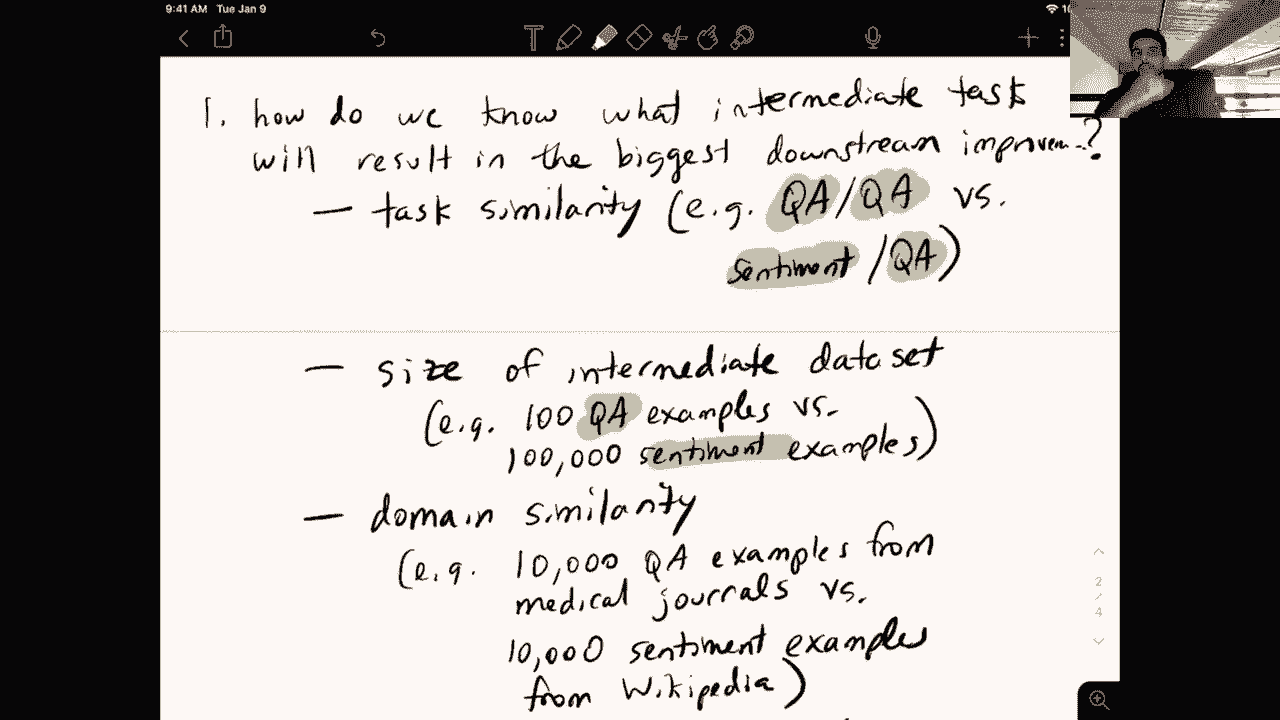 9:41 AM Tue Jan 9
1. how do we know what intermediate task
will result in the biggest downstream improvem..?
— task similarity (e.g. QA/QA vs.
sentiment/QA)
— size of intermediate dataset
(e.g. 100 QA examples vs.
100,000 sentiment examples)
— domain similarity
(e.g. 10,000 QA examples from
medical journals vs.
10,000 sentiment examples
from Wikipedia)
2
/
4